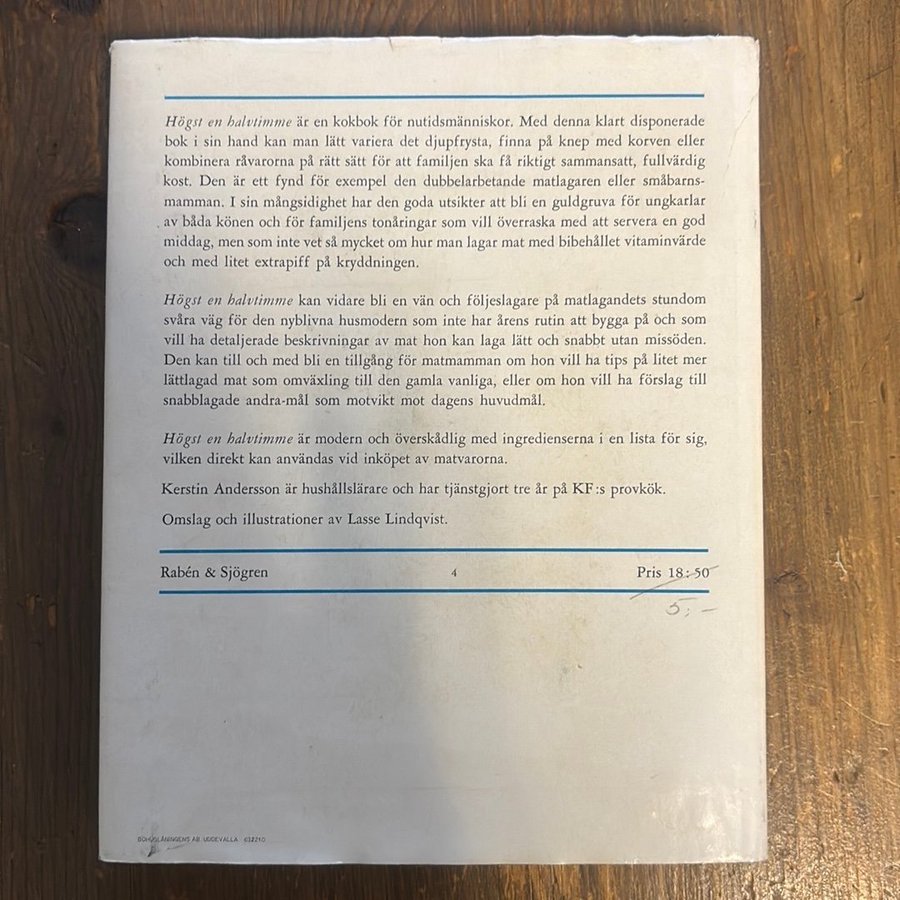 Högst en halvtimme är en kokbok för nutidsmänniskor. Med denna klart disponerade
bok i sin hand kan man lätt variera det djupfrysta, finna på knep med korven eller
kombinera råvarorna på rätt sätt för att familjen ska få riktigt sammansatt, fullvärdig
kost. Den är ett fynd för exempel den dubbelarbetande matlagaren eller småbarns-
mamman. I sin mångsidighet har den goda utsikter att bli en guldgruva för ungkarlar
av båda könen och för familjens tonåringar som vill överraska med att servera en god
middag, men som inte vet så mycket om hur man lagar mat med bibehållet vitaminvärde
och med litet extrapiff på kryddningen.
Högst en halvtimme kan vidare bli en vän och följeslagare på matlagandets stundom
svåra väg för den nyblivna husmodern som inte har årens rutin att bygga på och som
vill ha detaljerade beskrivningar av mat hon kan laga lätt och snabbt utan missöden.
Den kan till och med bli en tillgång för matmamman om hon vill ha tips på litet mer
lättlagad mat som omväxling till den gamla vanliga, eller om hon vill ha förslag till
snabblagade andra-mål som motvikt mot dagens huvudmål.
Högst en halvtimme är modern och överskådlig med ingredienserna i en lista för sig,
vilken direkt kan användas vid inköpet av matvarorna.
Kerstin Andersson är hushållslärare och har tjänstgjort tre år på KF:s provkök.
Omslag och illustrationer av Lasse Lindqvist.
Rabén & Sjögren 4 Pris 18:50
5:-
BOHUSLÄNINGENS AB UDDEVALLA 632210